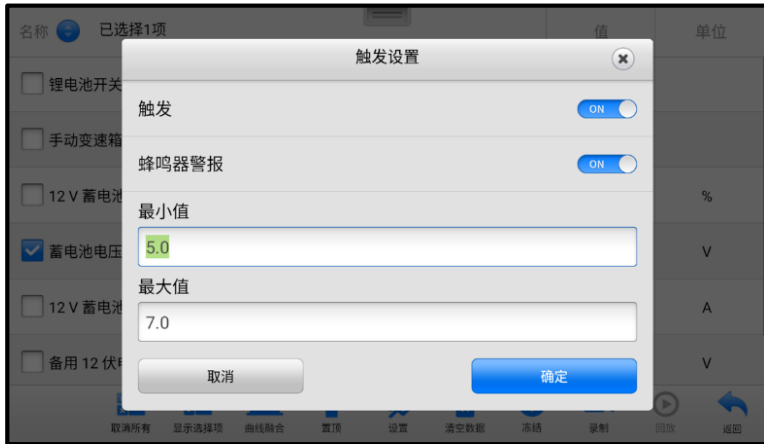 名称 已选择1项 值 单位
触发设置
锂电池开关
触发 ON
手动变速箱
蜂鸣器警报 ON
12 V 蓄电池 %
最小值
蓄电池电压 5.0 V
最大值
12 V 蓄电池 7.0 A
备用 12 伏 V
取消 确定
取消所有 显示选择项 曲线融合 置顶 设置 清空数据 冻结 录制 回放 返回